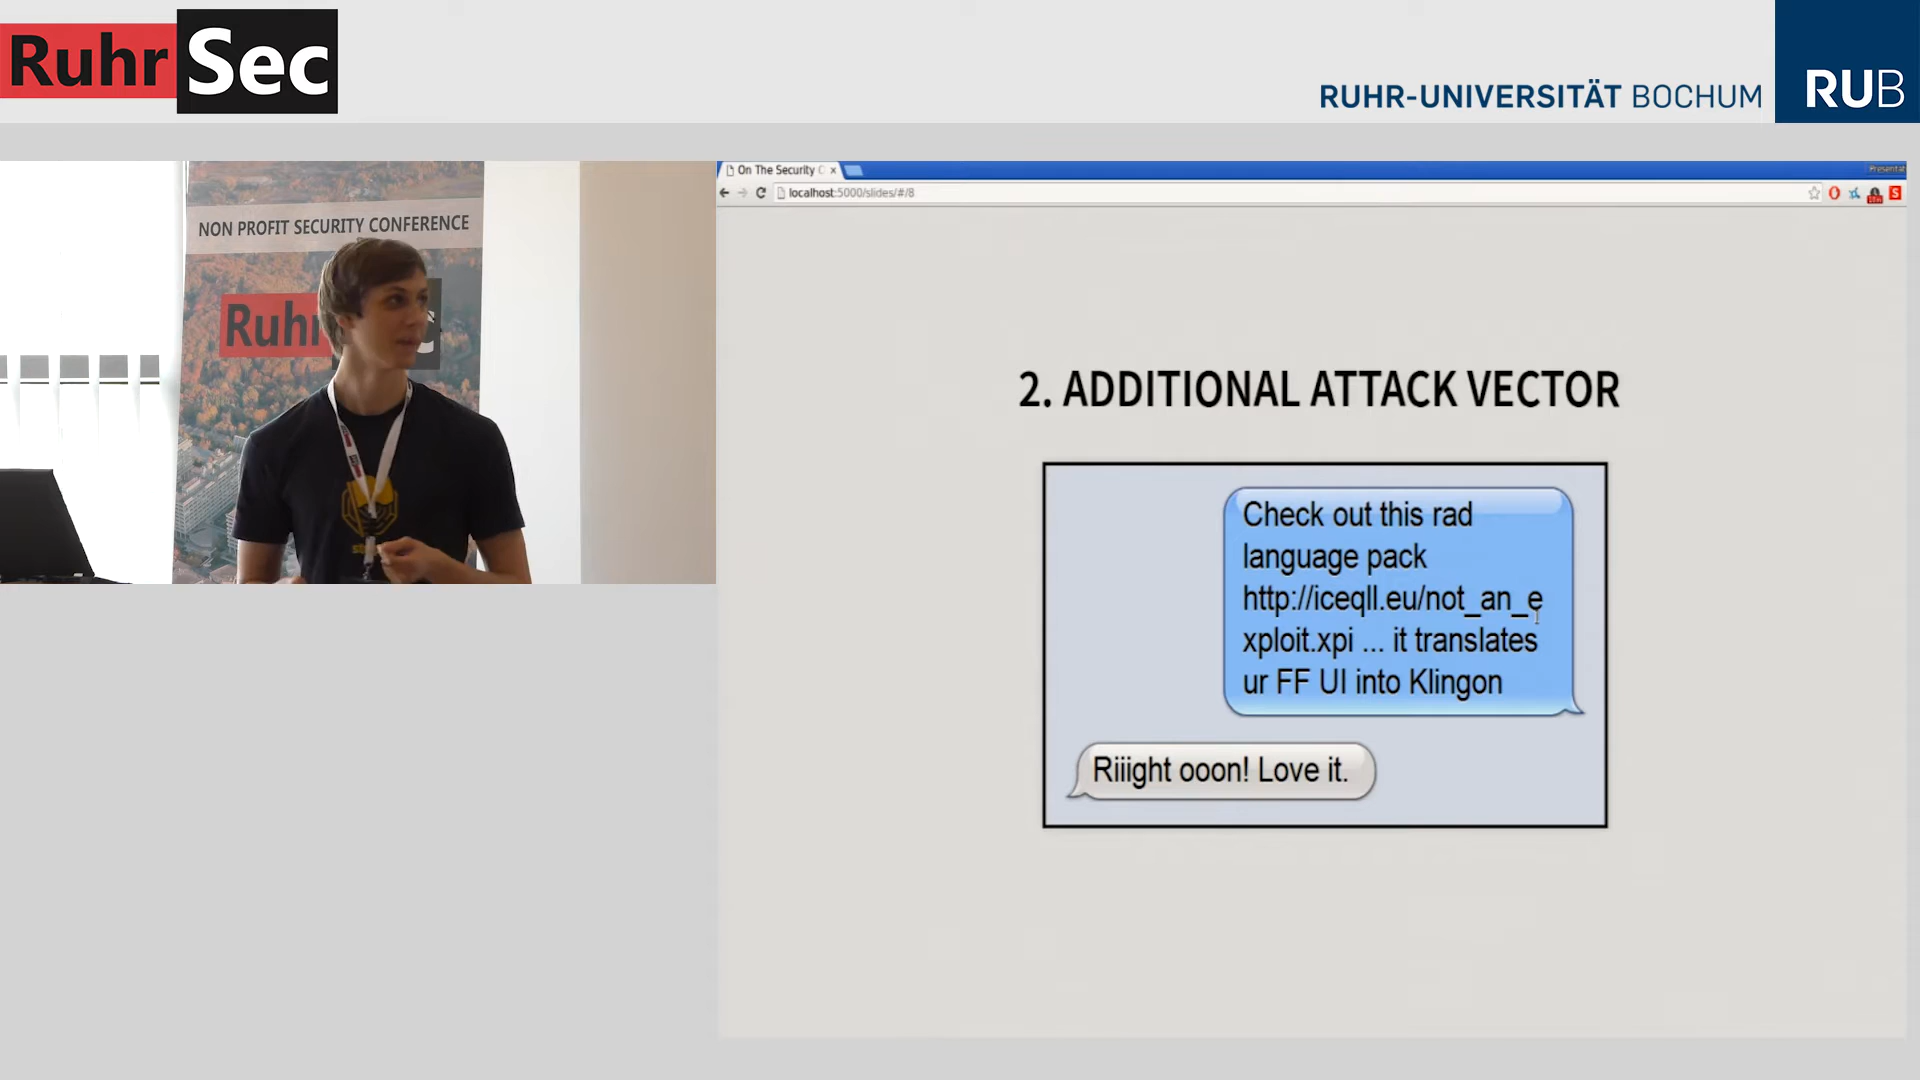 RuhrSec
RUHR-UNIVERSITÄT BOCHUM
RUB
NON PROFIT SECURITY CONFERENCE
Ruhr
On The Security
localhost:5000/slides/#/8
2. ADDITIONAL ATTACK VECTOR
Check out this rad
language pack
http://iceqll.eu/not_an_e
xploit.xpi ... it translates
ur FF UI into Klingon
Riiight ooon! Love it.